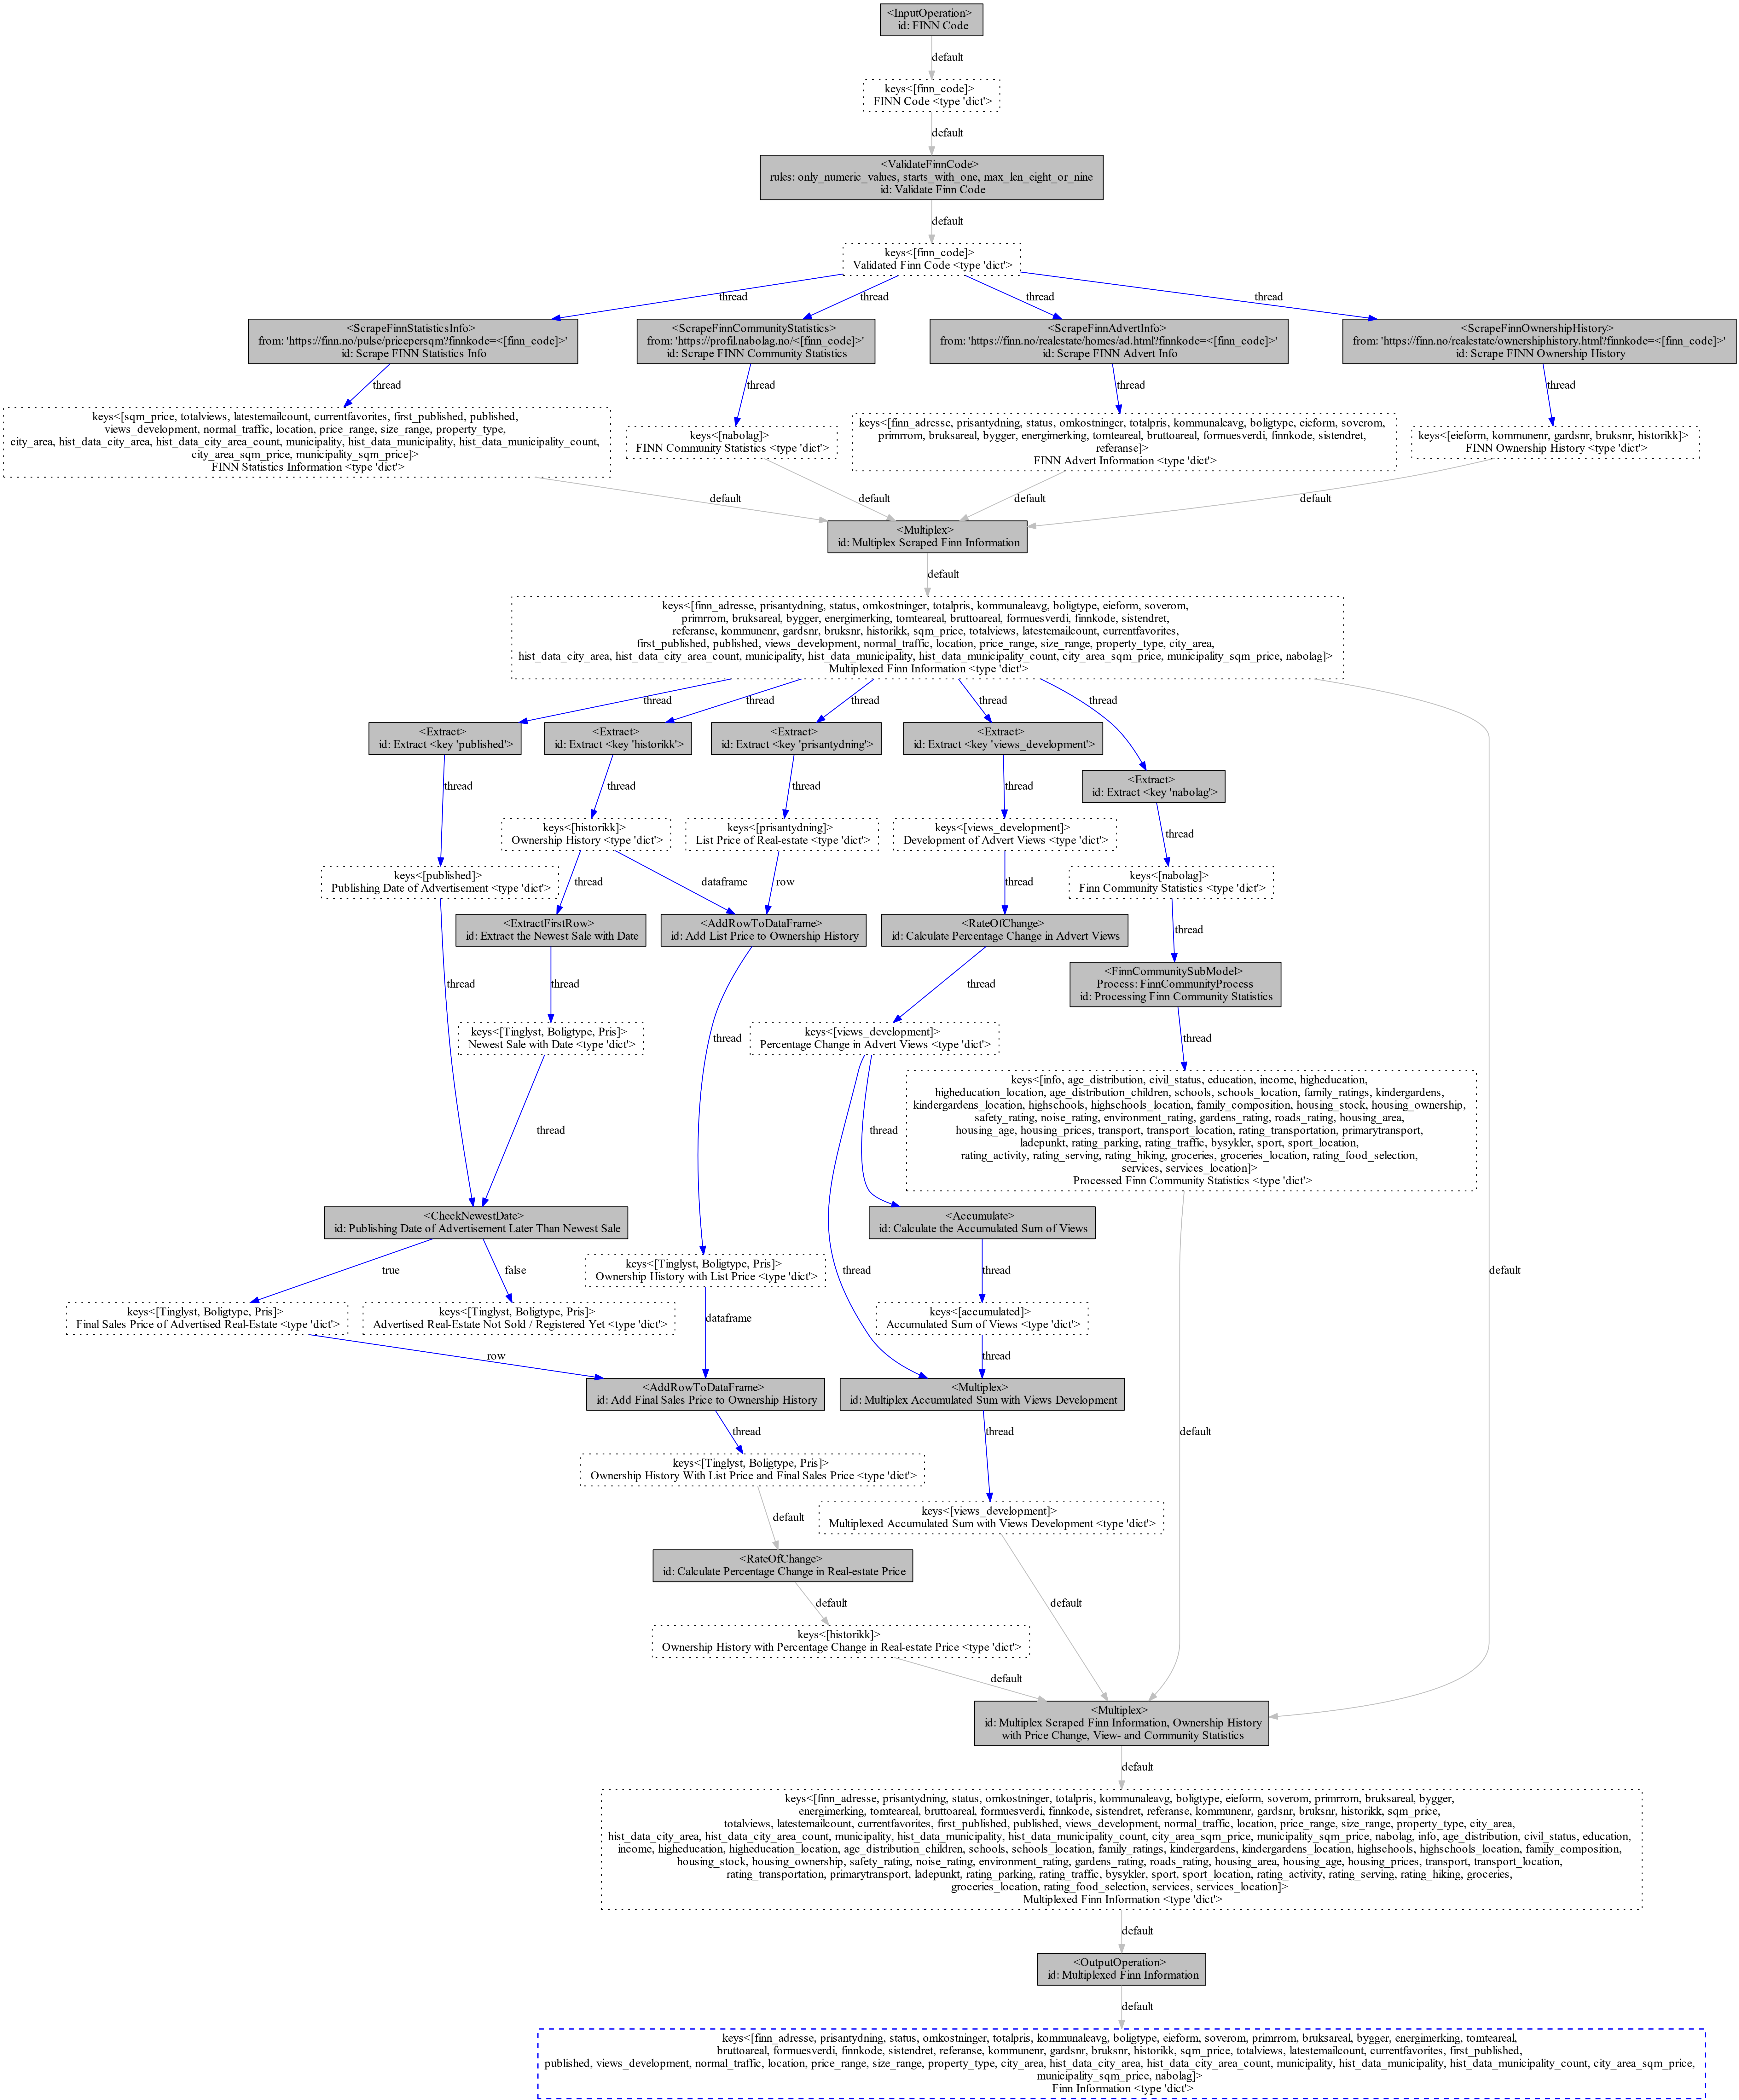 <InputOperation>
id: FINN Code
default
keys<[finn_code]>
FINN Code <type 'dict'>
default
<ValidateFinnCode>
rules: only_numeric_values, starts_with_one, max_len_eight_or_nine
id: Validate Finn Code
default
keys<[finn_code]>
Validated Finn Code <type 'dict'>
thread
thread
thread
thread
<ScrapeFinnStatisticsInfo>
from: 'https://finn.no/pulse/pricepersqm?finnkode=<[finn_code]>'
id: Scrape FINN Statistics Info
<ScrapeFinnCommunityStatistics>
from: 'https://profil.nabolag.no/<[finn_code]>'
id: Scrape FINN Community Statistics
<ScrapeFinnAdvertInfo>
from: 'https://finn.no/realestate/homes/ad.html?finnkode=<[finn_code]>'
id: Scrape FINN Advert Info
<ScrapeFinnOwnershipHistory>
from: 'https://finn.no/realestate/ownershiphistory.html?finnkode=<[finn_code]>'
id: Scrape FINN Ownership History
thread
thread
thread
thread
keys<[sqm_price, totalviews, latestemailcount, currentfavorites, first_published, published,
views_development, normal_traffic, location, price_range, size_range, property_type,
city_area, hist_data_city_area, hist_data_city_area_count, municipality, hist_data_municipality, hist_data_municipality_count,
city_area_sqm_price, municipality_sqm_price]>
FINN Statistics Information <type 'dict'>
keys<[nabolag]>
FINN Community Statistics <type 'dict'>
keys<[finn_adresse, prisantydning, status, omkostninger, totalpris, kommunaleavg, boligtype, eieform, soverom,
primrrom, bruksareal, bygger, energimerking, tomteareal, bruttoareal, formuesverdi, finnkode, sistendret,
referanse]>
FINN Advert Information <type 'dict'>
keys<[eieform, kommunenr, gardsnr, bruksnr, historikk]>
FINN Ownership History <type 'dict'>
default
default
default
default
<Multiplex>
id: Multiplex Scraped Finn Information
default
keys<[finn_adresse, prisantydning, status, omkostninger, totalpris, kommunaleavg, boligtype, eieform, soverom,
primrrom, bruksareal, bygger, energimerking, tomteareal, bruttoareal, formuesverdi, finnkode, sistendret,
referanse, kommunenr, gardsnr, bruksnr, historikk, sqm_price, totalviews, latestemailcount, currentfavorites,
first_published, published, views_development, normal_traffic, location, price_range, size_range, property_type, city_area,
hist_data_city_area, hist_data_city_area_count, municipality, hist_data_municipality, hist_data_municipality_count, city_area_sqm_price, municipality_sqm_price, nabolag]>
Multiplexed Finn Information <type 'dict'>
thread
thread
thread
thread
thread
<Extract>
id: Extract <key 'published'>
<Extract>
id: Extract <key 'historikk'>
<Extract>
id: Extract <key 'prisantydning'>
<Extract>
id: Extract <key 'views_development'>
<Extract>
id: Extract <key 'nabolag'>
thread
thread
thread
thread
thread
keys<[historikk]>
Ownership History <type 'dict'>
keys<[prisantydning]>
List Price of Real-estate <type 'dict'>
keys<[views_development]>
Development of Advert Views <type 'dict'>
keys<[published]>
Publishing Date of Advertisement <type 'dict'>
keys<[nabolag]>
Finn Community Statistics <type 'dict'>
thread
dataframe
row
thread
thread
<ExtractFirstRow>
id: Extract the Newest Sale with Date
<AddRowToDataFrame>
id: Add List Price to Ownership History
<RateOfChange>
id: Calculate Percentage Change in Advert Views
<FinnCommunitySubModel>
Process: FinnCommunityProcess
id: Processing Finn Community Statistics
thread
thread
thread
thread
thread
keys<[Tinglyst, Boligtype, Pris]>
Newest Sale with Date <type 'dict'>
keys<[views_development]>
Percentage Change in Advert Views <type 'dict'>
keys<[info, age_distribution, civil_status, education, income, higheducation,
higheducation_location, age_distribution_children, schools, schools_location, family_ratings, kindergardens,
kindergardens_location, highschools, highschools_location, family_composition, housing_stock, housing_ownership,
safety_rating, noise_rating, environment_rating, gardens_rating, roads_rating, housing_area,
housing_age, housing_prices, transport, transport_location, rating_transportation, primarytransport,
ladepunkt, rating_parking, rating_traffic, bysykler, sport, sport_location,
rating_activity, rating_serving, rating_hiking, groceries, groceries_location, rating_food_selection,
services, services_location]>
Processed Finn Community Statistics <type 'dict'>
thread
thread
<CheckNewestDate>
id: Publishing Date of Advertisement Later Than Newest Sale
<Accumulate>
id: Calculate the Accumulated Sum of Views
true
false
keys<[Tinglyst, Boligtype, Pris]>
Ownership History with List Price <type 'dict'>
thread
thread
default
keys<[Tinglyst, Boligtype, Pris]>
Final Sales Price of Advertised Real-Estate <type 'dict'>
keys<[Tinglyst, Boligtype, Pris]>
Advertised Real-Estate Not Sold / Registered Yet <type 'dict'>
keys<[accumulated]>
Accumulated Sum of Views <type 'dict'>
dataframe
row
thread
<AddRowToDataFrame>
id: Add Final Sales Price to Ownership History
<Multiplex>
id: Multiplex Accumulated Sum with Views Development
thread
thread
default
keys<[Tinglyst, Boligtype, Pris]>
Ownership History With List Price and Final Sales Price <type 'dict'>
keys<[views_development]>
Multiplexed Accumulated Sum with Views Development <type 'dict'>
default
<RateOfChange>
id: Calculate Percentage Change in Real-estate Price
default
default
keys<[historikk]>
Ownership History with Percentage Change in Real-estate Price <type 'dict'>
default
<Multiplex>
id: Multiplex Scraped Finn Information, Ownership History
with Price Change, View- and Community Statistics
default
keys<[finn_adresse, prisantydning, status, omkostninger, totalpris, kommunaleavg, boligtype, eieform, soverom, primrrom, bruksareal, bygger,
energimerking, tomteareal, bruttoareal, formuesverdi, finnkode, sistendret, referanse, kommunenr, gardsnr, bruksnr, historikk, sqm_price,
totalviews, latestemailcount, currentfavorites, first_published, published, views_development, normal_traffic, location, price_range, size_range, property_type, city_area,
hist_data_city_area, hist_data_city_area_count, municipality, hist_data_municipality, hist_data_municipality_count, city_area_sqm_price, municipality_sqm_price, nabolag, info, age_distribution, civil_status, education,
income, higheducation, higheducation_location, age_distribution_children, schools, schools_location, family_ratings, kindergardens, kindergardens_location, highschools, highschools_location, family_composition,
housing_stock, housing_ownership, safety_rating, noise_rating, environment_rating, gardens_rating, roads_rating, housing_area, housing_age, housing_prices, transport, transport_location,
rating_transportation, primarytransport, ladepunkt, rating_parking, rating_traffic, bysykler, sport, sport_location, rating_activity, rating_serving, rating_hiking, groceries,
groceries_location, rating_food_selection, services, services_location]>
Multiplexed Finn Information <type 'dict'>
default
<OutputOperation>
id: Multiplexed Finn Information
default
keys<[finn_adresse, prisantydning, status, omkostninger, totalpris, kommunaleavg, boligtype, eieform, soverom, primrrom, bruksareal, bygger, energimerking, tomteareal,
bruttoareal, formuesverdi, finnkode, sistendret, referanse, kommunenr, gardsnr, bruksnr, historikk, sqm_price, totalviews, latestemailcount, currentfavorites, first_published,
published, views_development, normal_traffic, location, price_range, size_range, property_type, city_area, hist_data_city_area, hist_data_city_area_count, municipality, hist_data_municipality, hist_data_municipality_count, city_area_sqm_price,
municipality_sqm_price, nabolag]>
Finn Information <type 'dict'>